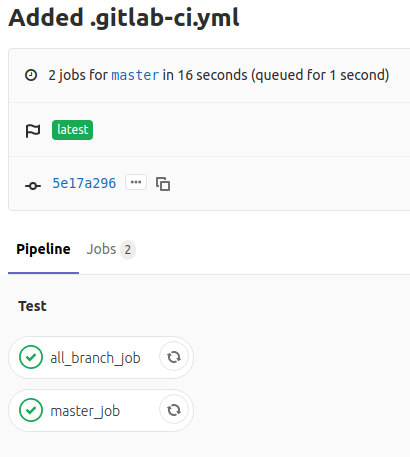 Added .gitlab-ci.yml
2 jobs for master in 16 seconds (queued for 1 second)
latest
5e17a296
Pipeline Jobs 2
Test
all_branch_job
master_job